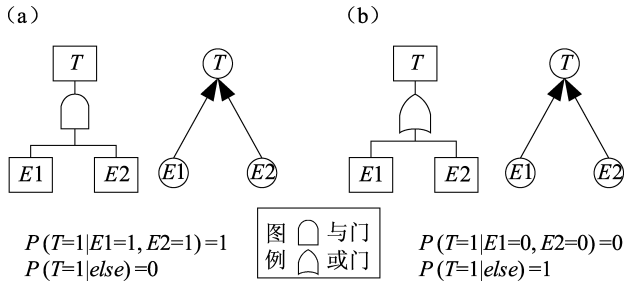 (a)
T
E1
E2
T
E1
E2
P(T=1|E1=1, E2=1)=1
P(T=1|else)=0
(b)
T
E1
E2
T
E1
E2
P(T=1|E1=0, E2=0)=0
P(T=1|else)=1
图 与门
例 或门